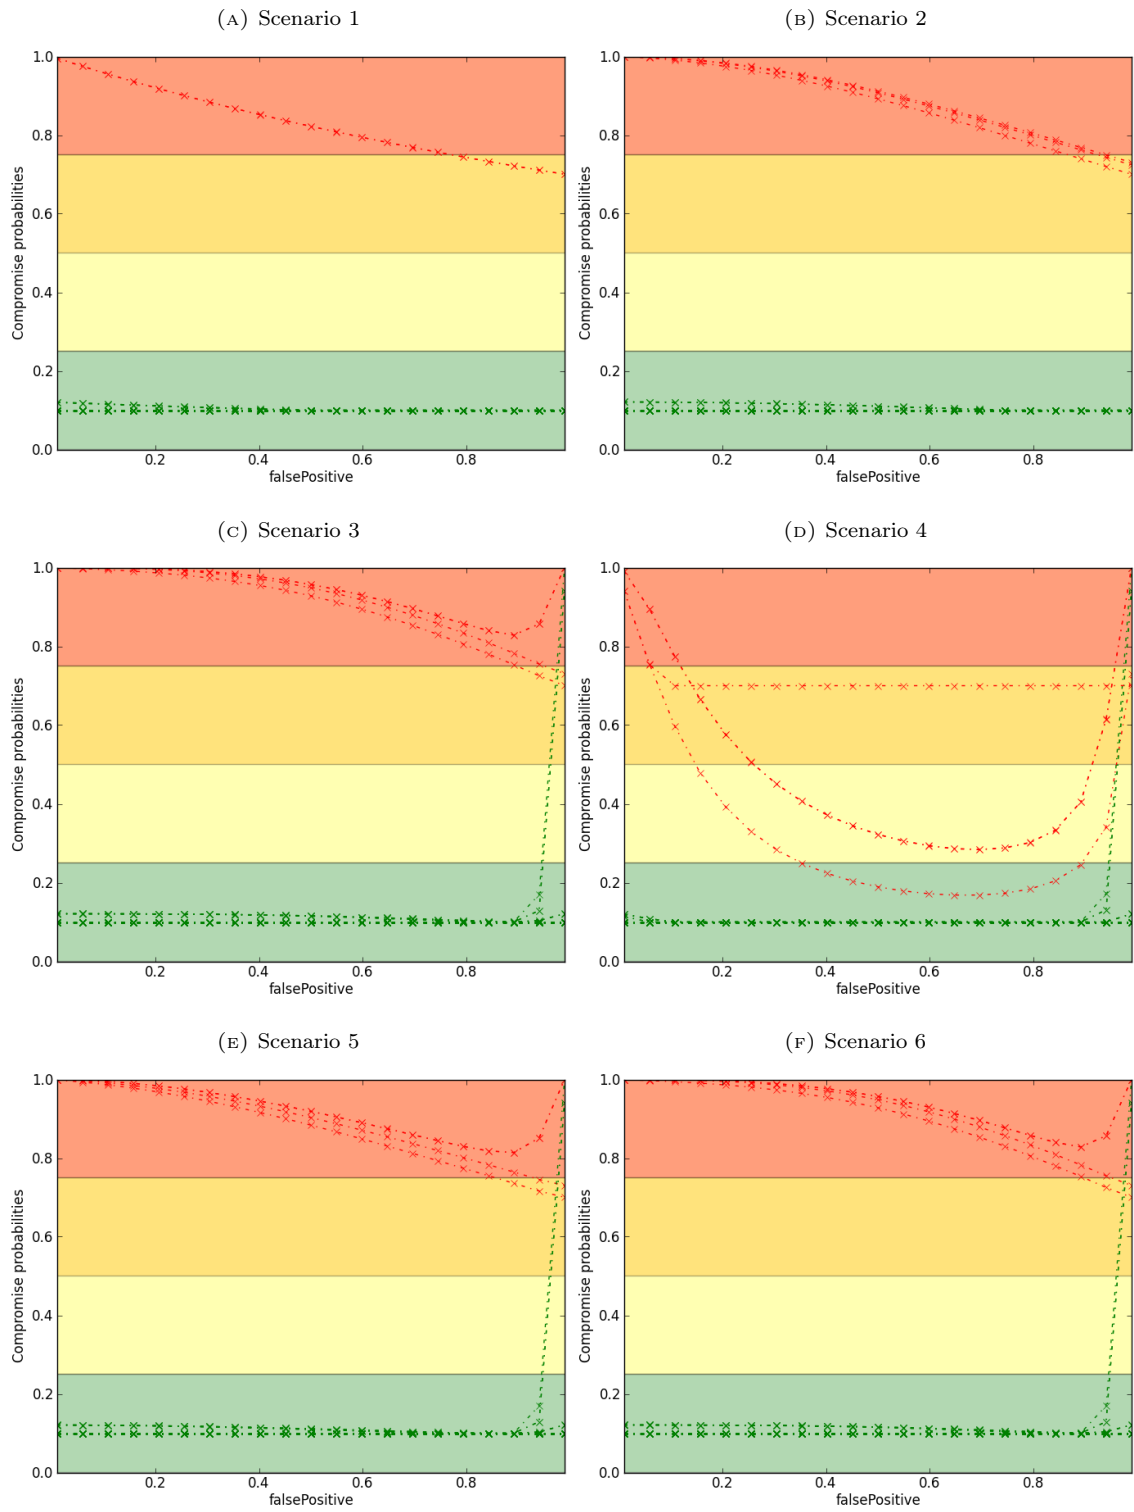 (A) Scenario 1
(B) Scenario 2
1.0
0.8
0.6
0.4
0.2
0.0
Compromise probabilities
0.2 0.4 0.6 0.8
falsePositive
1.0
0.8
0.6
0.4
0.2
0.0
Compromise probabilities
0.2 0.4 0.6 0.8
falsePositive
(C) Scenario 3
(D) Scenario 4
1.0
0.8
0.6
0.4
0.2
0.0
Compromise probabilities
0.2 0.4 0.6 0.8
falsePositive
1.0
0.8
0.6
0.4
0.2
0.0
Compromise probabilities
0.2 0.4 0.6 0.8
falsePositive
(E) Scenario 5
(F) Scenario 6
1.0
0.8
0.6
0.4
0.2
0.0
Compromise probabilities
0.2 0.4 0.6 0.8
falsePositive
1.0
0.8
0.6
0.4
0.2
0.0
Compromise probabilities
0.2 0.4 0.6 0.8
falsePositive